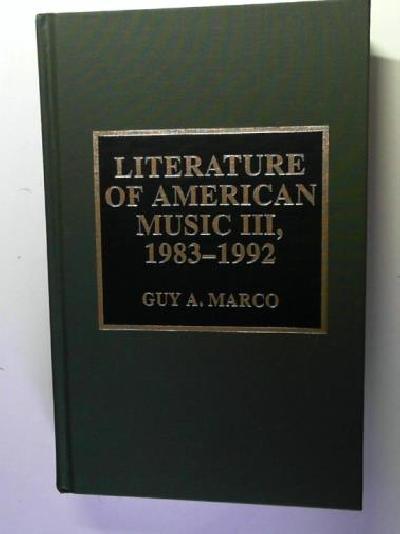 LITERATURE
OF AMERICAN
MUSIC III,
1983–1992
GUY A. MARCO